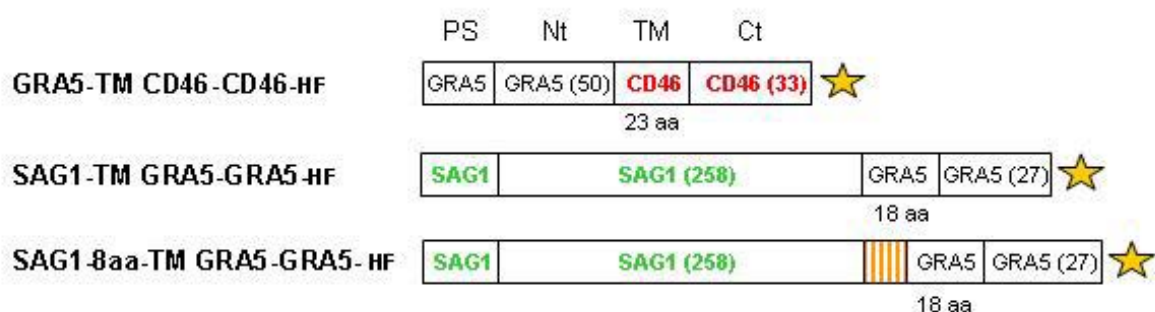 PS Nt TM Ct
GRA5-TM CD46-CD46-HF GRA5 GRA5 (50) CD46 CD46 (33)
23 aa
SAG1-TM GRA5-GRA5-HF SAG1 SAG1 (258) GRA5 GRA5 (27)
18 aa
SAG1-8aa-TM GRA5-GRA5- HF SAG1 SAG1 (258) GRA5 GRA5 (27)
18 aa